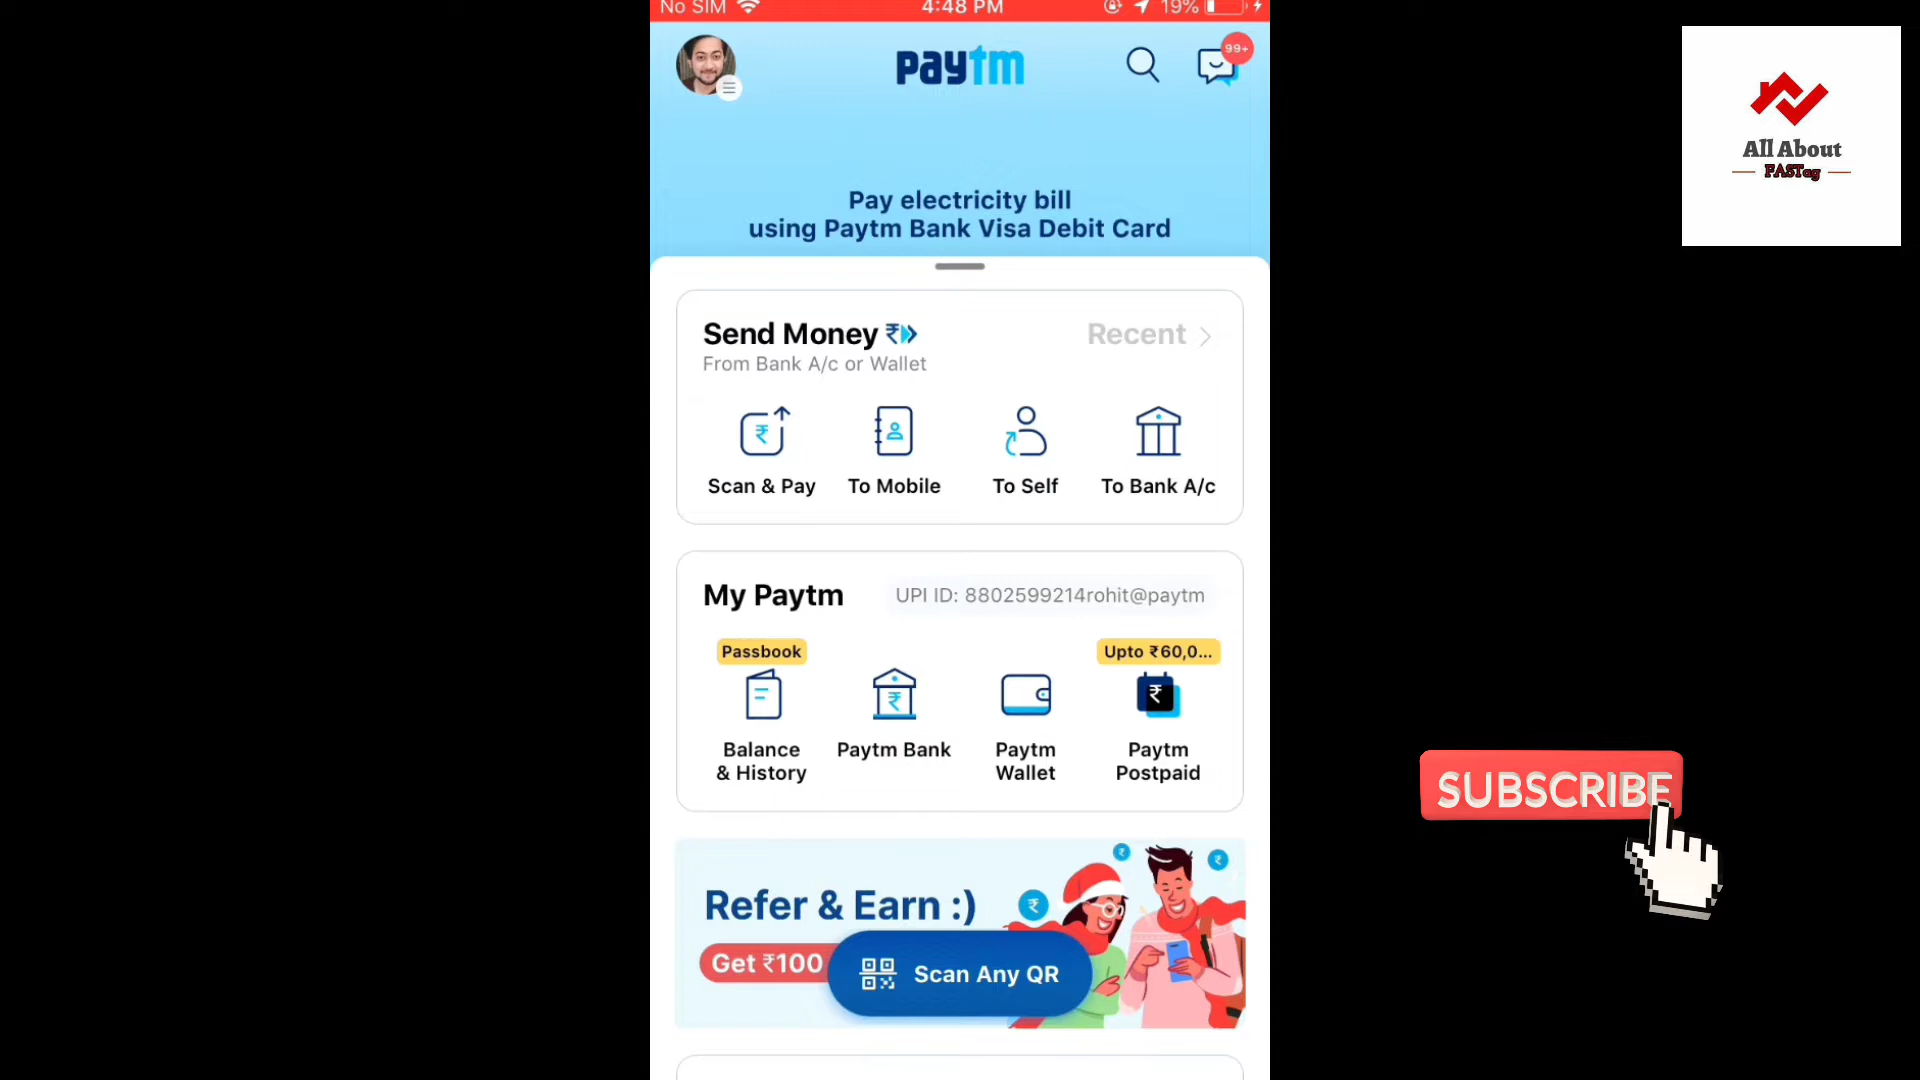 No SIM 4:48 PM 19%
paytm 99+
All About
FASTag
Pay electricity bill
using Paytm Bank Visa Debit Card
Send Money Recent
From Bank A/c or Wallet
Scan & Pay To Mobile To Self To Bank A/c
My Paytm UPI ID: 8802599214rohit@paytm
Passbook Upto ₹60,0...
Balance & History
Paytm Bank
Paytm Wallet
Paytm Postpaid
SUBSCRIBE
Refer & Earn :)
Get ₹100
Scan Any QR